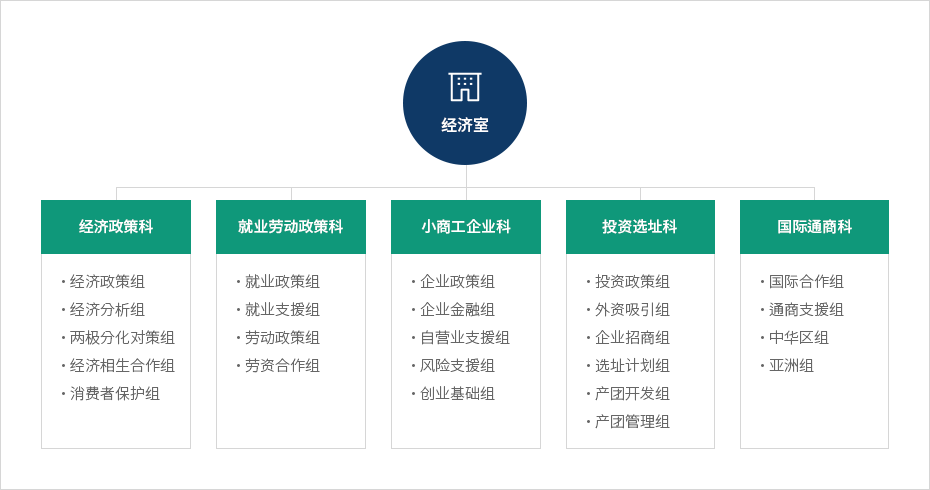 经济室
经济政策科
· 经济政策组
· 经济分析组
· 两极分化对策组
· 经济相生合作组
· 消费者保护组
就业劳动政策科
· 就业政策组
· 就业支援组
· 劳动政策组
· 劳资合作组
小商工企业科
· 企业政策组
· 企业金融组
· 自营业支援组
· 风险支援组
· 创业基础组
投资选址科
· 投资政策组
· 外资吸引组
· 企业招商组
· 选址计划组
· 产团开发组
· 产团管理组
国际通商科
· 国际合作组
· 通商支援组
· 中华区组
· 亚洲组